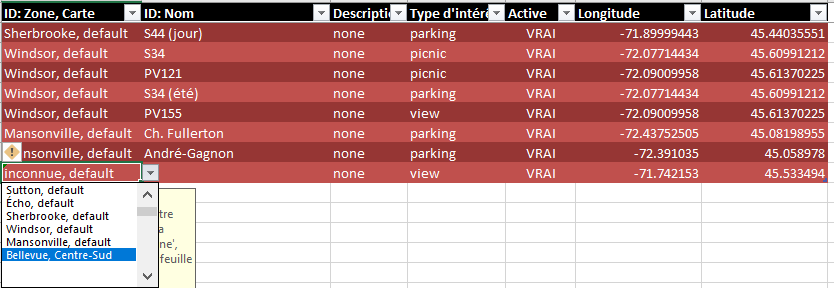 ID: Zone, Carte ID: Nom Descriptio Type d'intérê Active Longitude Latitude
Sherbrooke, default S44 (jour) none parking VRAI -71.89999443 45.44035551
Windsor, default S34 none picnic VRAI -72.07714434 45.60991212
Windsor, default PV121 none picnic VRAI -72.09009958 45.61370225
Windsor, default S34 (été) none parking VRAI -72.07714434 45.60991212
Windsor, default PV155 none view VRAI -72.09009958 45.61370225
Mansonville, default Ch. Fullerton none parking VRAI -72.43752505 45.08198955
nsonville, default André-Gagnon none parking VRAI -72.391035 45.058978
inconnue, default none view VRAI -71.742153 45.533494
Sutton, default
Écho, default
Sherbrooke, default
Windsor, default
Mansonville, default
Bellevue, Centre-Sud
tre
a
ne',
feuille